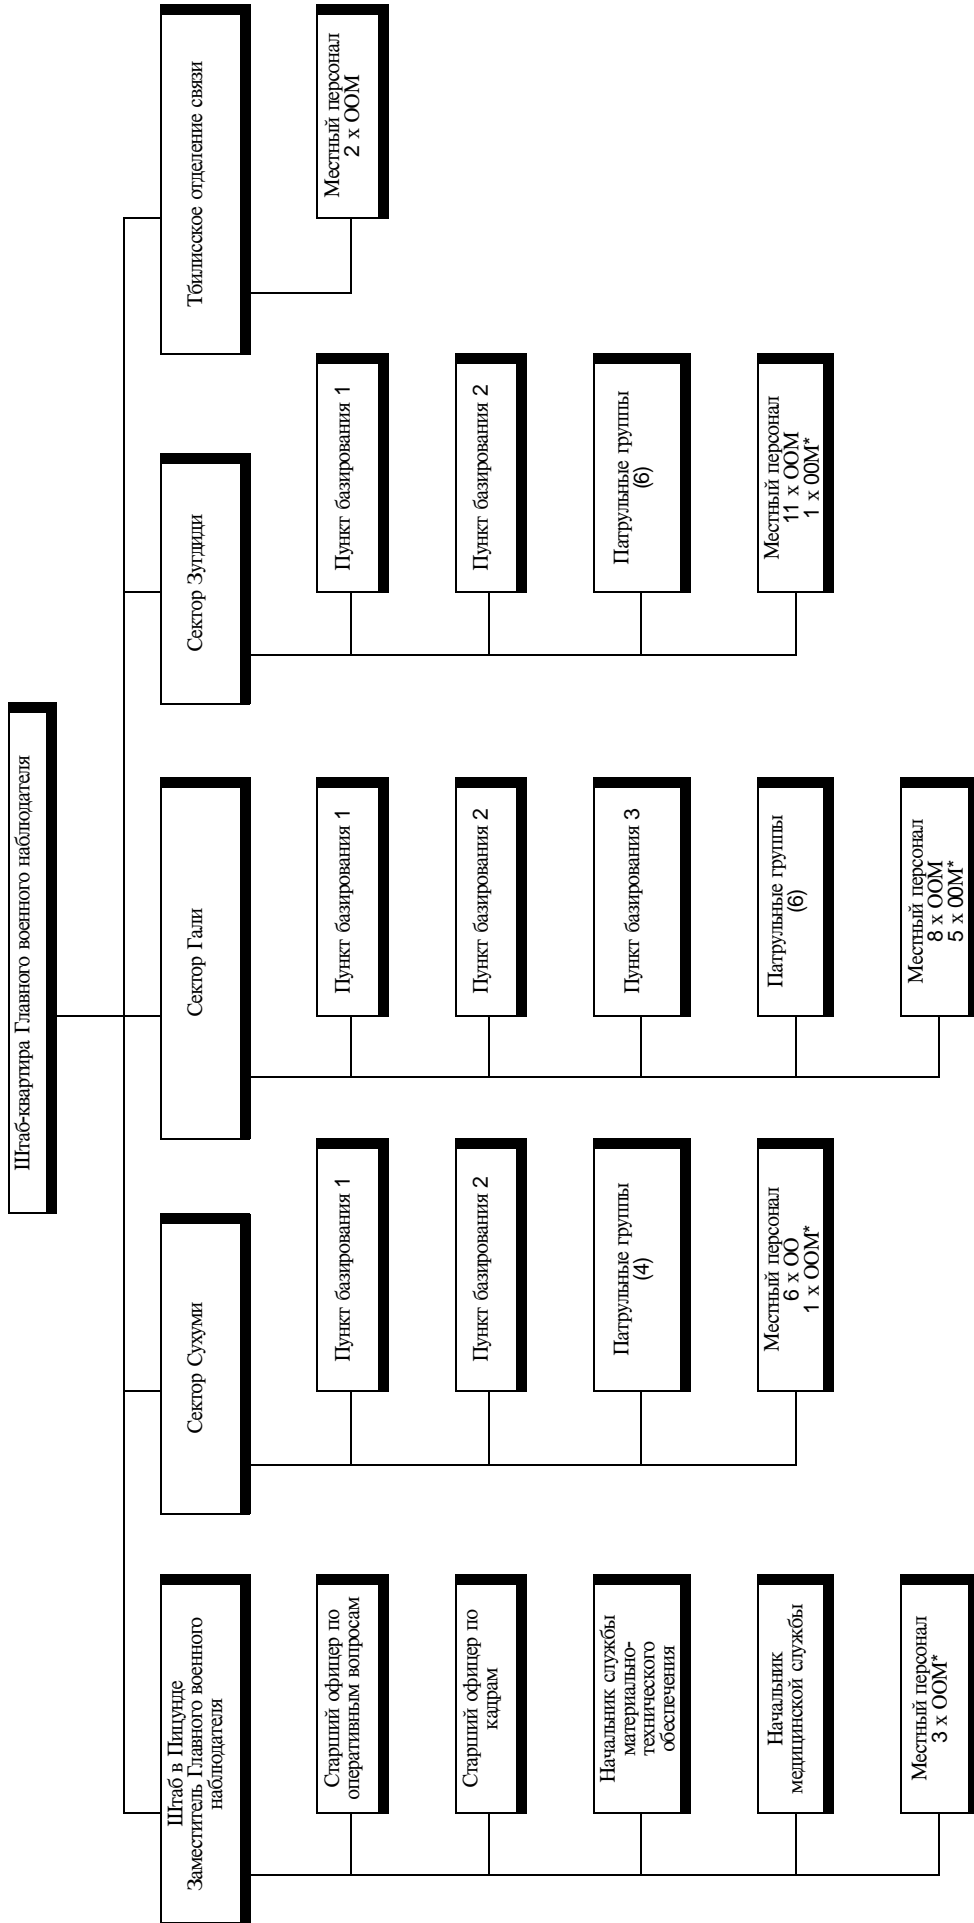 Штаб-квартира Главного военного наблюдателя
Штаб в Пицунде
Заместитель Главного военного
наблюдателя
Старший офицер по
оперативным вопросам
Старший офицер по
кадрам
Начальник службы
материально-
технического
обеспечения
Начальник
медицинской службы
Местный персонал
3 x ООМ*
Сектор Сухуми
Пункт базирования 1
Пункт базирования 2
Патрульные группы
(4)
Местный персонал
6 x ОО
1 x ООМ*
Сектор Гали
Пункт базирования 1
Пункт базирования 2
Пункт базирования 3
Патрульные группы
(6)
Местный персонал
8 x ООМ
5 x 00М*
Сектор Зугдиди
Пункт базирования 1
Пункт базирования 2
Патрульные группы
(6)
Местный персонал
11 x ООМ
1 x 00М*
Тбилисское отделение связи
Местный персонал
2 x ООМ